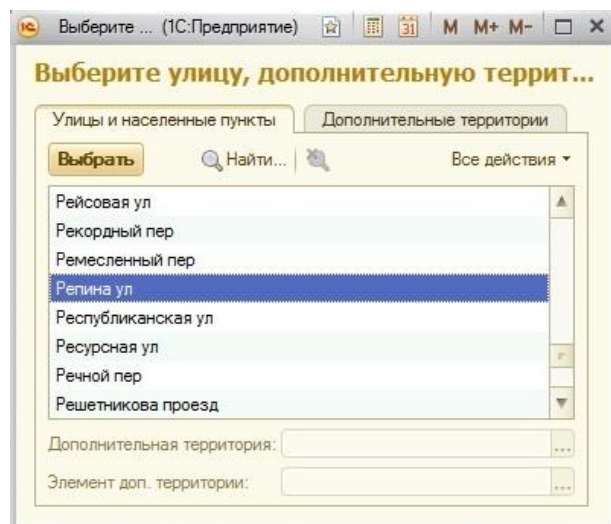 Выберите ... (1С:Предприятие) 31 M M+ M-
Выберите улицу, дополнительную террит...
Улицы и населенные пункты Дополнительные территории
Выбрать Найти... Все действия
Рейсовая ул
Рекордный пер
Ремесленный пер
Репина ул
Республиканская ул
Ресурсная ул
Речной пер
Решетникова проезд
Дополнительная территория: ...
Элемент доп. территории: ...